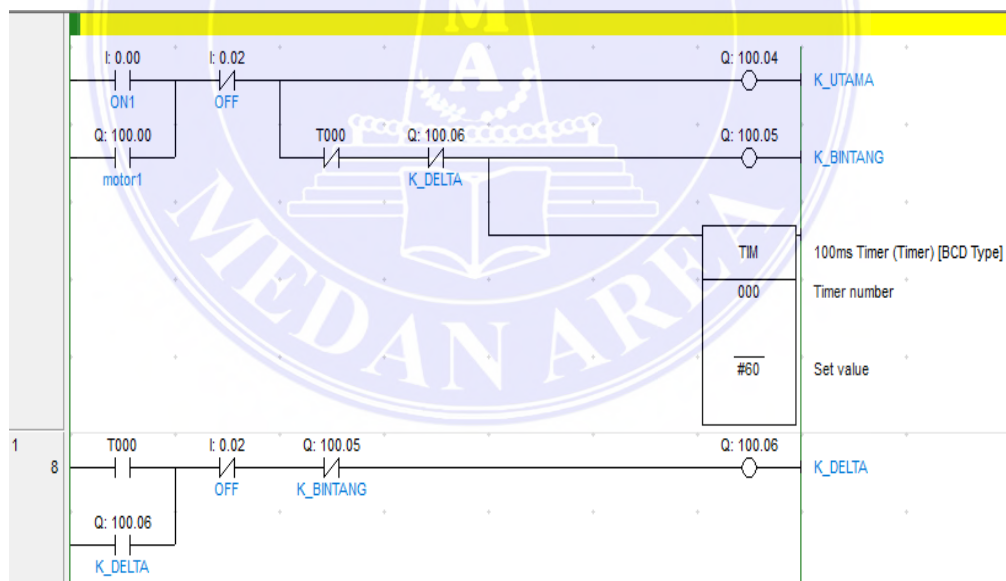 I: 0.00
I: 0.02
Q: 100.04
K_UTAMA
ON1
OFF
Q: 100.00
T000
Q: 100.06
Q: 100.05
K_BINTANG
motor1
K_DELTA
TIM
100ms Timer (Timer) [BCD Type]
000
Timer number
#60
Set value
MEDAN AREA
M
A
1
8
T000
I: 0.02
Q: 100.05
Q: 100.06
K_DELTA
OFF
K_BINTANG
Q: 100.06
K_DELTA